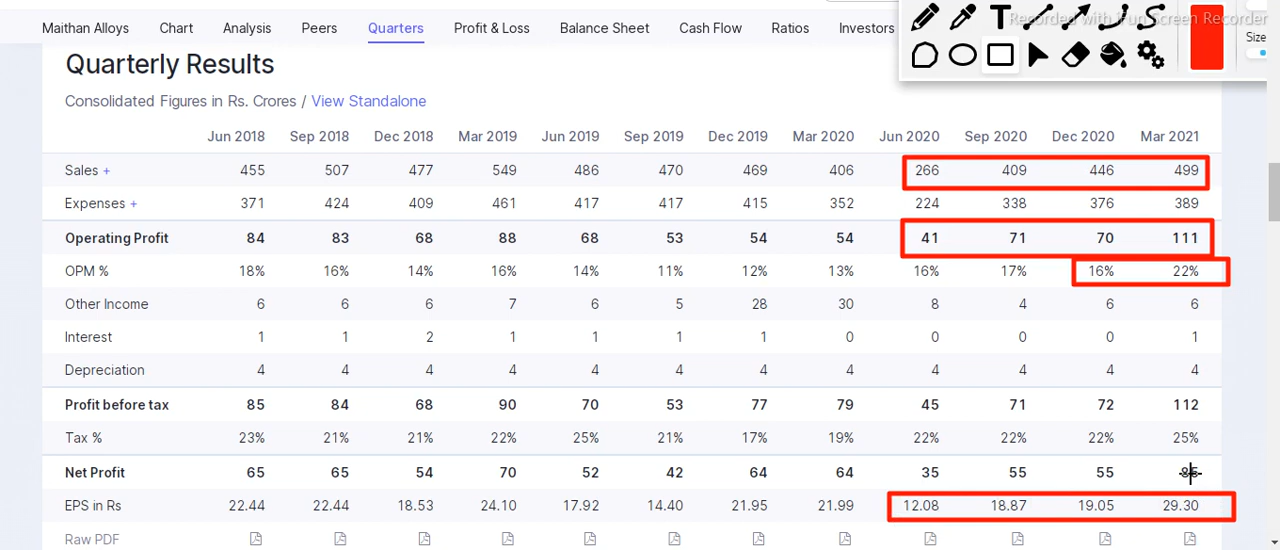 Maithan Alloys Chart Analysis Peers Quarters Profit & Loss Balance Sheet Cash Flow Ratios Investors
T Size
Quarterly Results
Consolidated Figures in Rs. Crores / View Standalone
Jun 2018 Sep 2018 Dec 2018 Mar 2019 Jun 2019 Sep 2019 Dec 2019 Mar 2020 Jun 2020 Sep 2020 Dec 2020 Mar 2021
Sales + 455 507 477 549 486 470 469 406 266 409 446 499
Expenses + 371 424 409 461 417 417 415 352 224 338 376 389
Operating Profit 84 83 68 88 68 53 54 54 41 71 70 111
OPM % 18% 16% 14% 16% 14% 11% 12% 13% 16% 17% 16% 22%
Other Income 6 6 6 7 6 5 28 30 8 4 6 6
Interest 1 1 2 1 1 1 1 0 0 0 0 1
Depreciation 4 4 4 4 4 4 4 4 4 4 4 4
Profit before tax 85 84 68 90 70 53 77 79 45 71 72 112
Tax % 23% 21% 21% 22% 25% 21% 17% 19% 22% 22% 22% 25%
Net Profit 65 65 54 70 52 42 64 64 35 55 55
EPS in Rs 22.44 22.44 18.53 24.10 17.92 14.40 21.95 21.99 12.08 18.87 19.05 29.30
Raw PDF